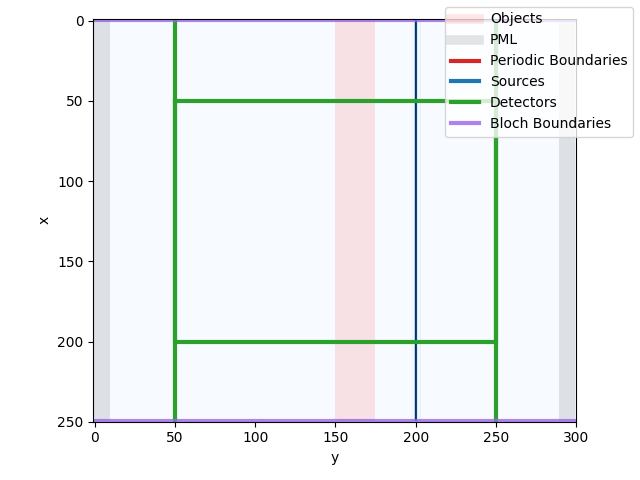 Objects
PML
Periodic Boundaries
Sources
Detectors
Bloch Boundaries
0
50
100
150
200
250
x
0
50
100
150
200
250
300
y